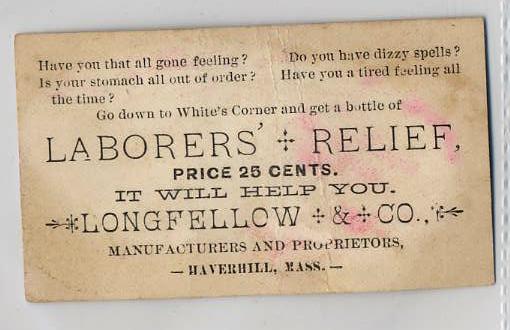 Have you that all gone feeling? Do you have dizzy spells?
Is your stomach all out of order? Have you a tired feeling all
the time?
Go down to White's Corner and get a bottle of
LABORERS' ✣ RELIEF,
PRICE 25 CENTS.
IT WILL HELP YOU.
LONGFELLOW ✣ & ✣ CO.,
MANUFACTURERS AND PROPRIETORS,
— HAVERHILL, MASS. —